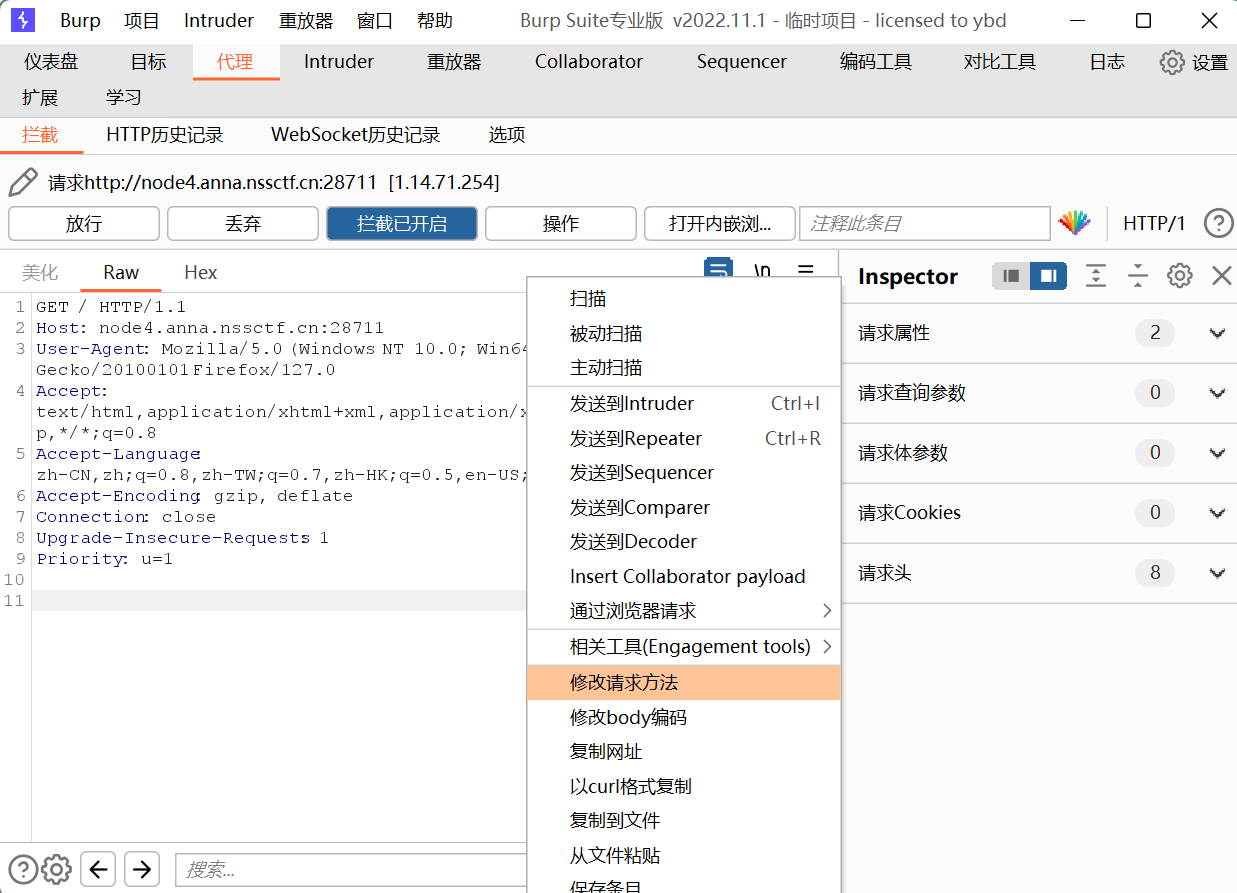 Burp 项目 Intruder 重放器 窗口 帮助 Burp Suite专业版 v2022.11.1 - 临时项目 - licensed to ybd
仪表盘 目标 代理 Intruder 重放器 Collaborator Sequencer 编码工具 对比工具 日志 设置
扩展 学习
拦截 HTTP历史记录 WebSocket历史记录 选项
请求http://node4.anna.nssctf.cn:28711 [1.14.71.254]
放行 丢弃 拦截已开启 操作 打开内嵌浏... 注释此条目 HTTP/1 ?
美化 Raw Hex \n
1 GET / HTTP/1.1
2 Host: node4.anna.nssctf.cn:28711
3 User-Agent: Mozilla/5.0 (Windows NT 10.0; Win64
Gecko/20100101 Firefox/127.0
4 Accept:
text/html,application/xhtml+xml,application/x
p,*/*;q=0.8
5 Accept-Language:
zh-CN,zh;q=0.8,zh-TW;q=0.7,zh-HK;q=0.5,en-US;
6 Accept-Encoding: gzip, deflate
7 Connection: close
8 Upgrade-Insecure-Requests: 1
9 Priority: u=1
10
11
扫描
被动扫描
主动扫描
发送到Intruder Ctrl+I
发送到Repeater Ctrl+R
发送到Sequencer
发送到Comparer
发送到Decoder
Insert Collaborator payload
通过浏览器请求
相关工具(Engagement tools)
修改请求方法
修改body编码
复制网址
以curl格式复制
复制到文件
从文件粘贴
保存条目
Inspector
请求属性 2
请求查询参数 0
请求体参数 0
请求Cookies 0
请求头 8
? 搜索...